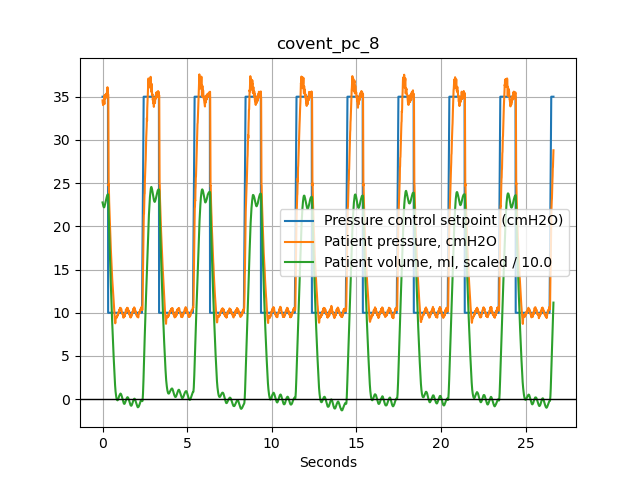 covent_pc_8
35
30
25
20
15
10
5
0
Pressure control setpoint (cmH2O)
Patient pressure, cmH2O
Patient volume, ml, scaled / 10.0
0 5 10 15 20 25
Seconds